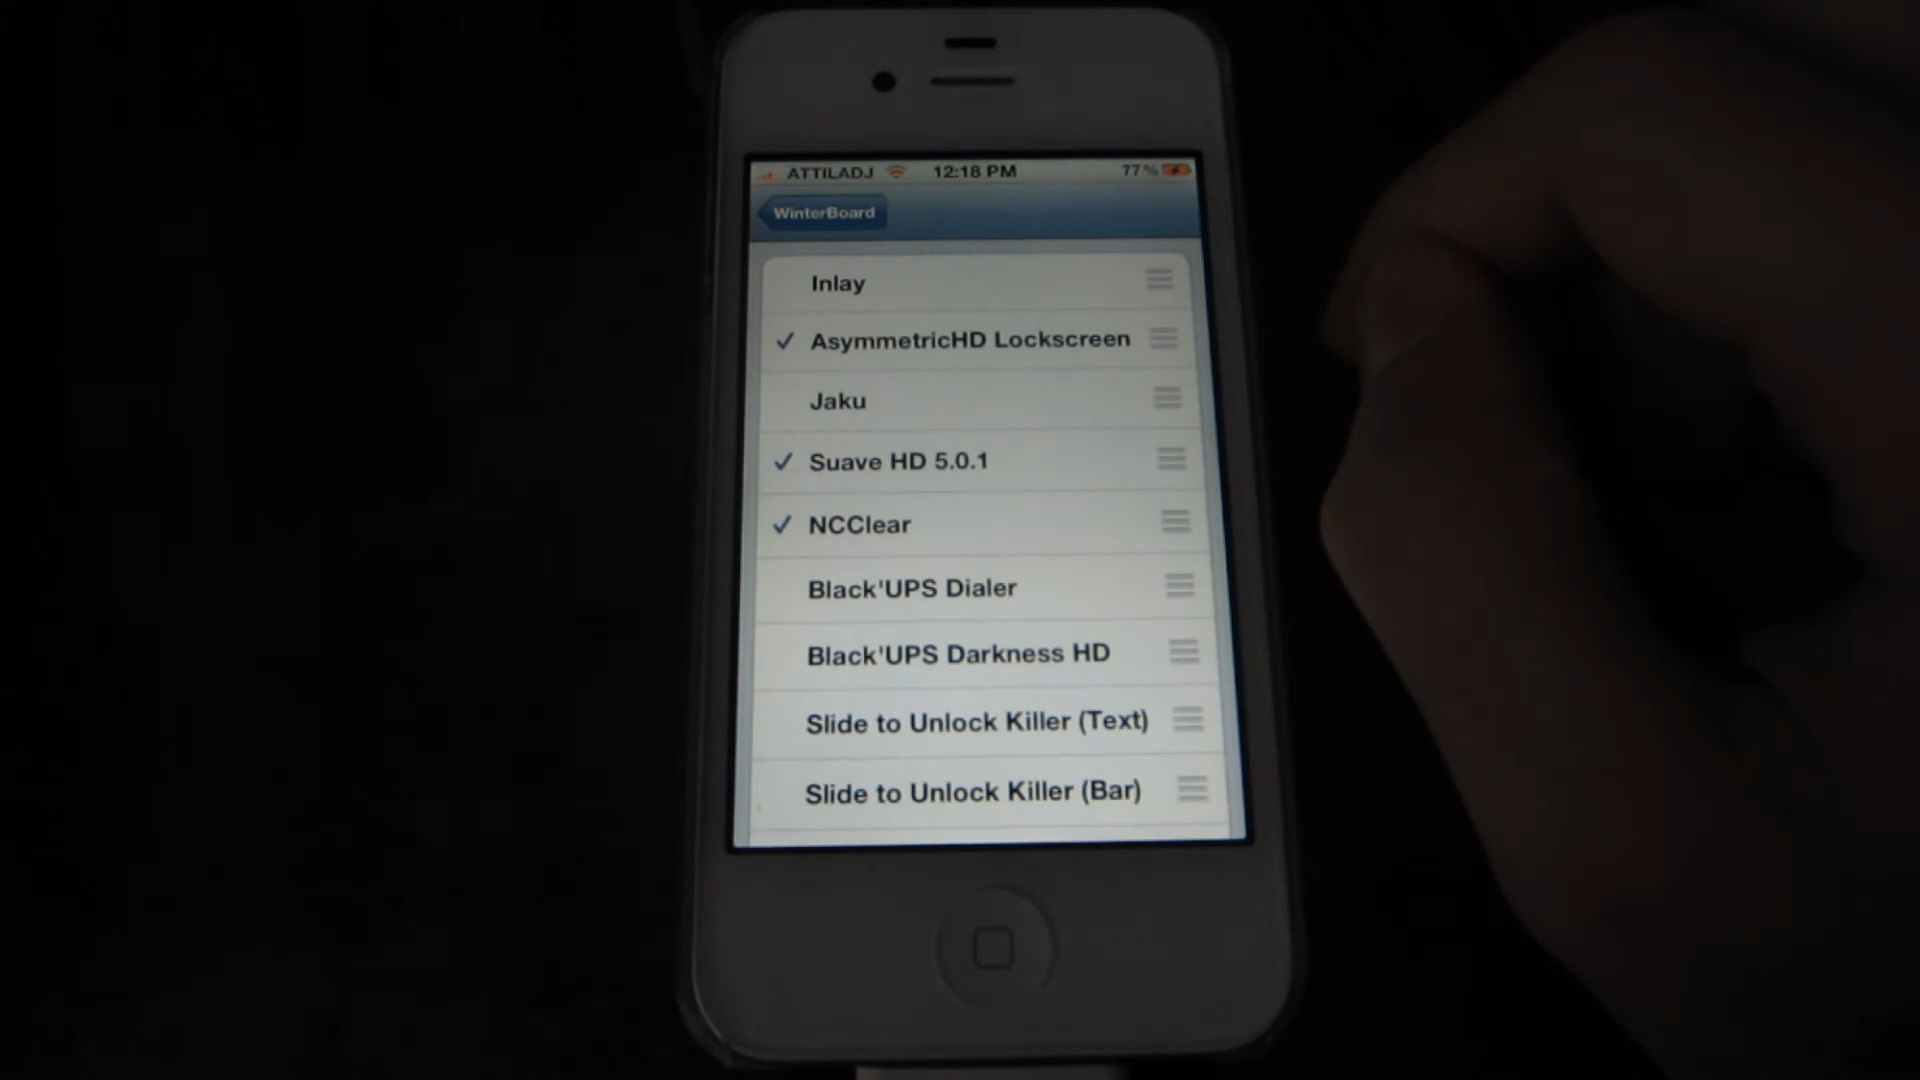 ATTILADJ 12:18 PM 77%
WinterBoard
Inlay
AsymmetricHD Lockscreen
Jaku
Suave HD 5.0.1
NCClear
Black'UPS Dialer
Black'UPS Darkness HD
Slide to Unlock Killer (Text)
Slide to Unlock Killer (Bar)